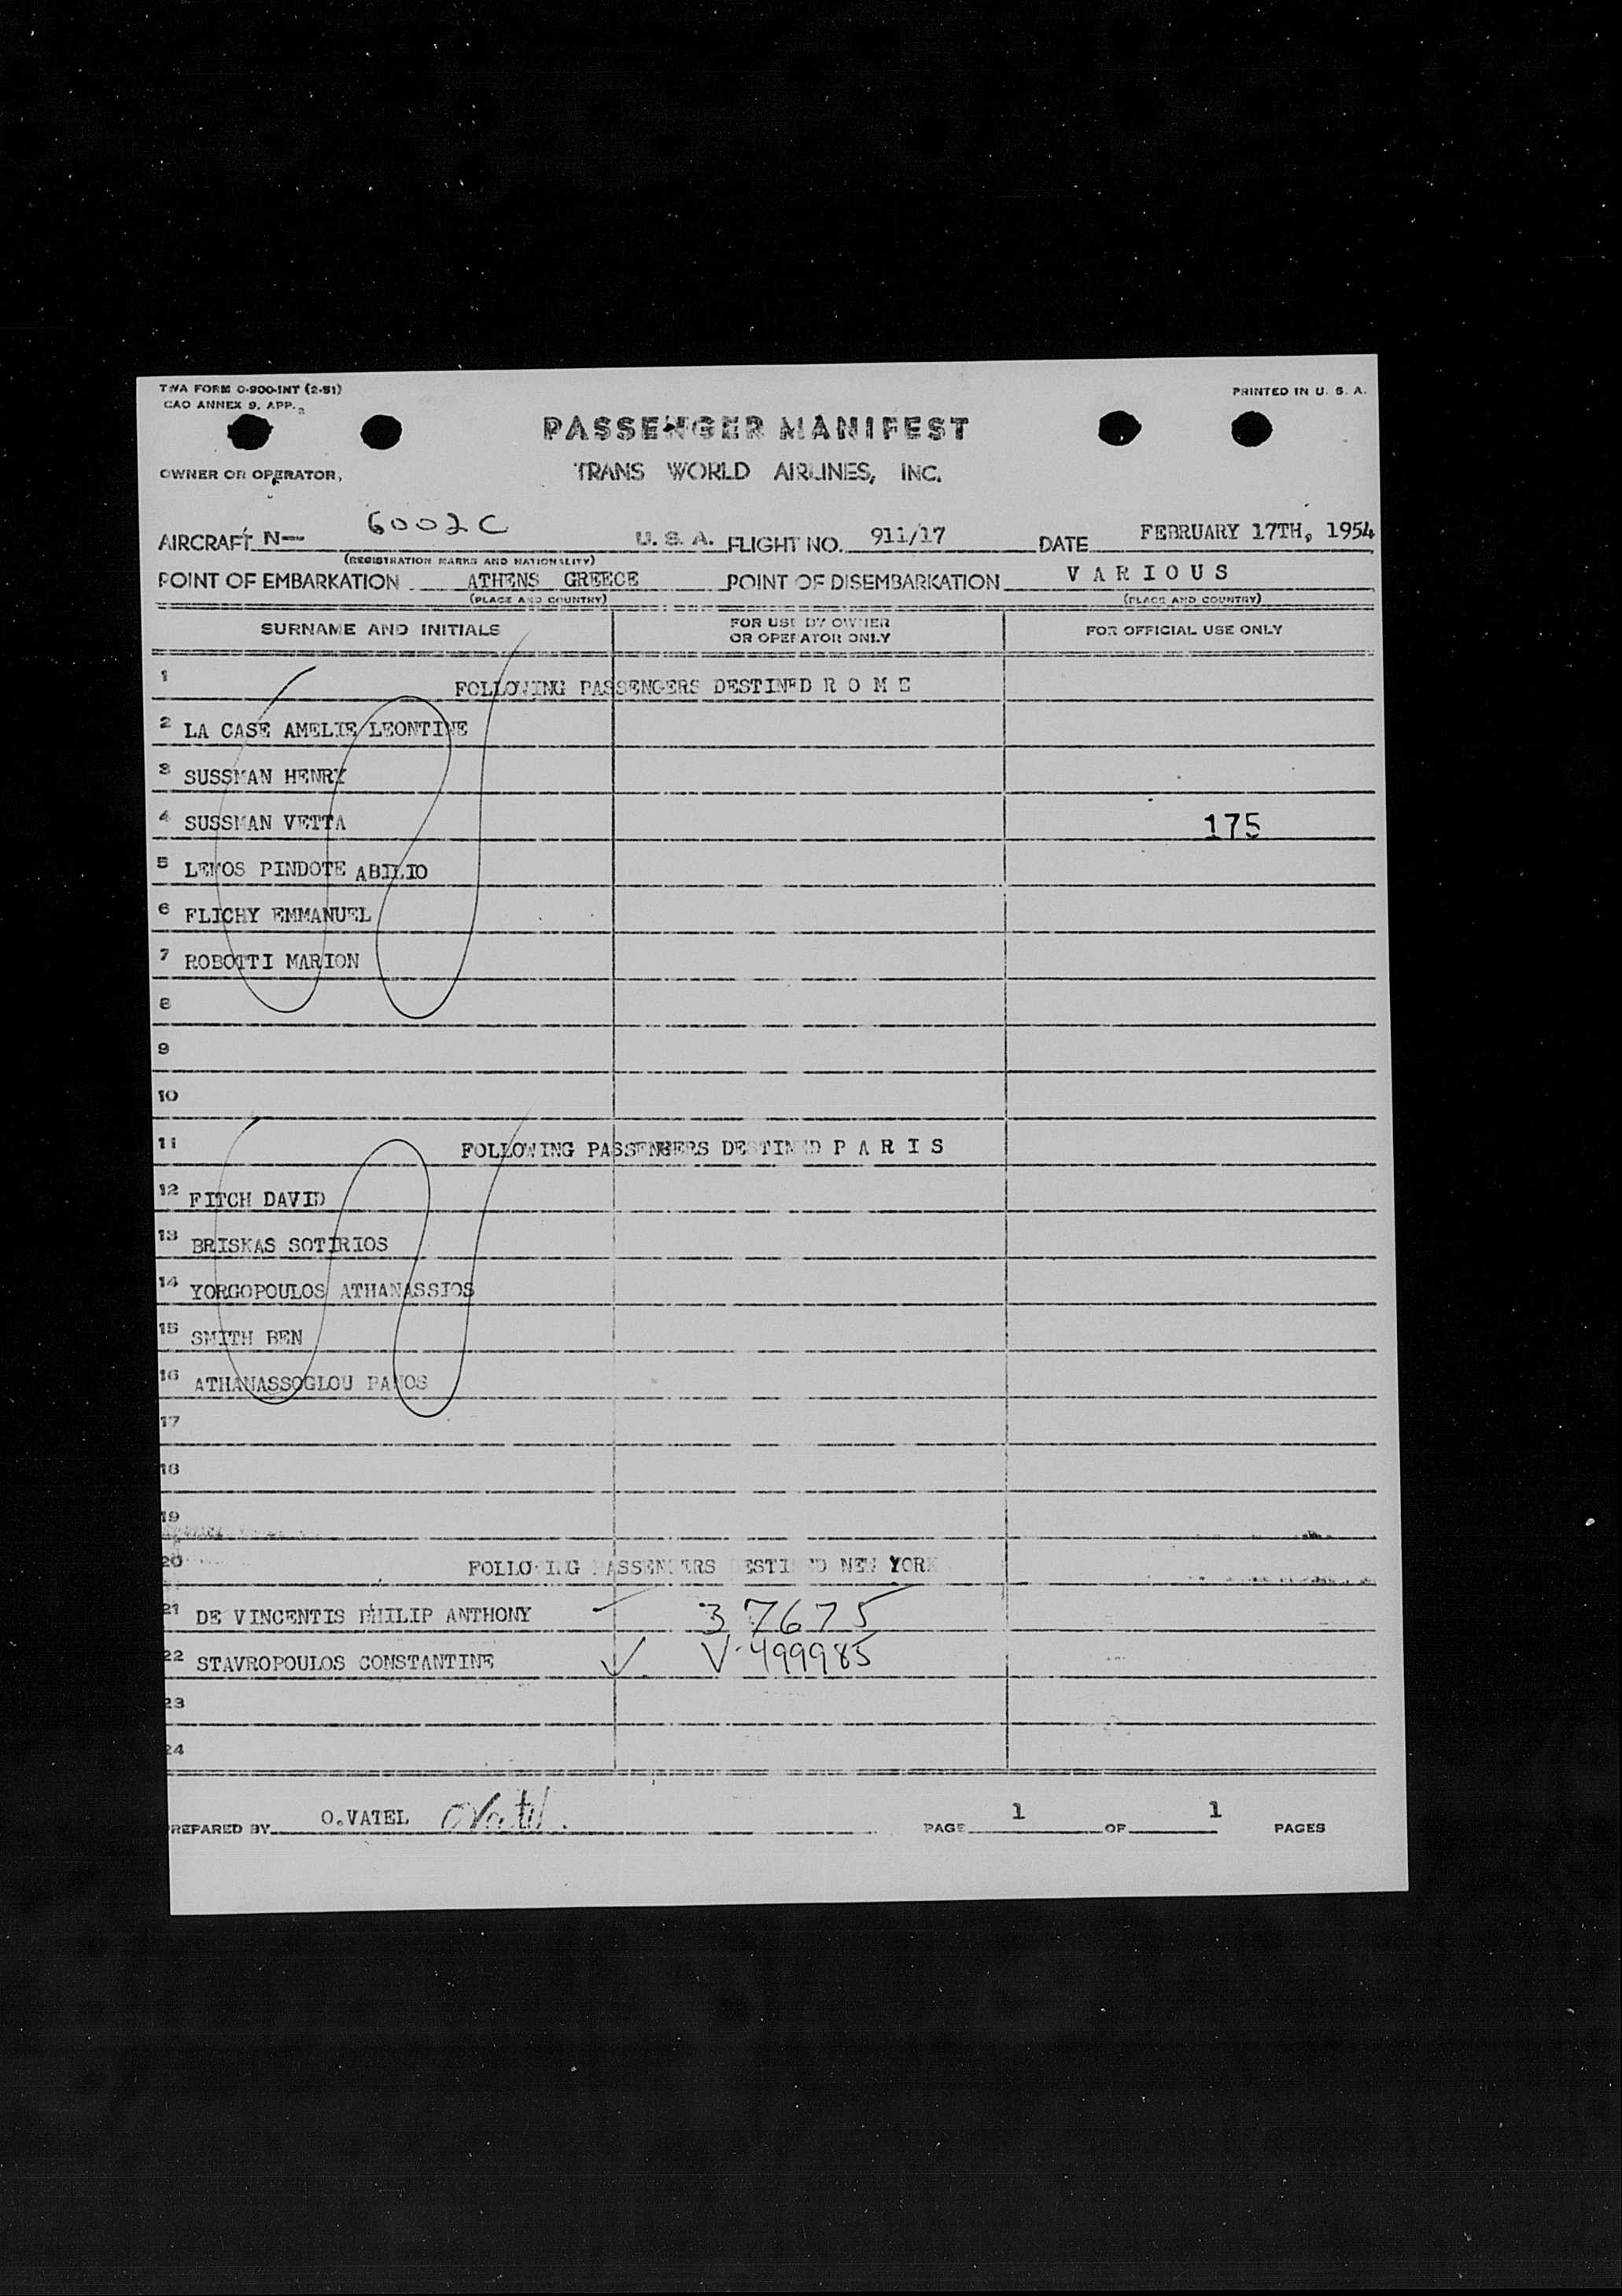 TWA FORM O-900-INT (2-51)
PRINTED IN U. S. A.
CAO ANNEX 9. APP.
PASSENGER MANIFEST
OWNER OR OPERATOR,
TRANS WORLD AIRLINES, INC.
AIRCRAFT N— 6002C U. S. A. FLIGHT NO. 911/17 DATE FEBRUARY 17TH, 1954
(REGISTRATION MARKS AND NATIONALITY)
POINT OF EMBARKATION ATHENS GREECE POINT OF DISEMBARKATION V A R I O U S
(PLACE AND COUNTRY) (PLACE AND COUNTRY)
SURNAME AND INITIALS FOR USE BY OWNER OR OPERATOR ONLY FOR OFFICIAL USE ONLY
1 FOLLOWING PASSENGERS DESTINED R O M E
2 LA CASE AMELIE LEONTINE
3 SUSSMAN HENRY
4 SUSSMAN VETTA 175
5 LEMOS PINDOTE ABILIO
6 FLICHY EMMANUEL
7 ROBOTTI MARION
8
9
10
11 FOLLOWING PASSENGERS DESTINED P A R I S
12 FITCH DAVID
13 BRISKAS SOTIRIOS
14 YORGOPOULOS ATHANASSIOS
15 SMITH BEN
16 ATHANASSOGLOU PANOS
17
18
19
20 FOLLOWING PASSENGERS DESTINED NEW YORK
21 DE VINCENTIS PHILIP ANTHONY 37675
22 STAVROPOULOS CONSTANTINE ✓ V-499985
23
24
PREPARED BY O.VATEL OVatel PAGE 1 OF 1 PAGES